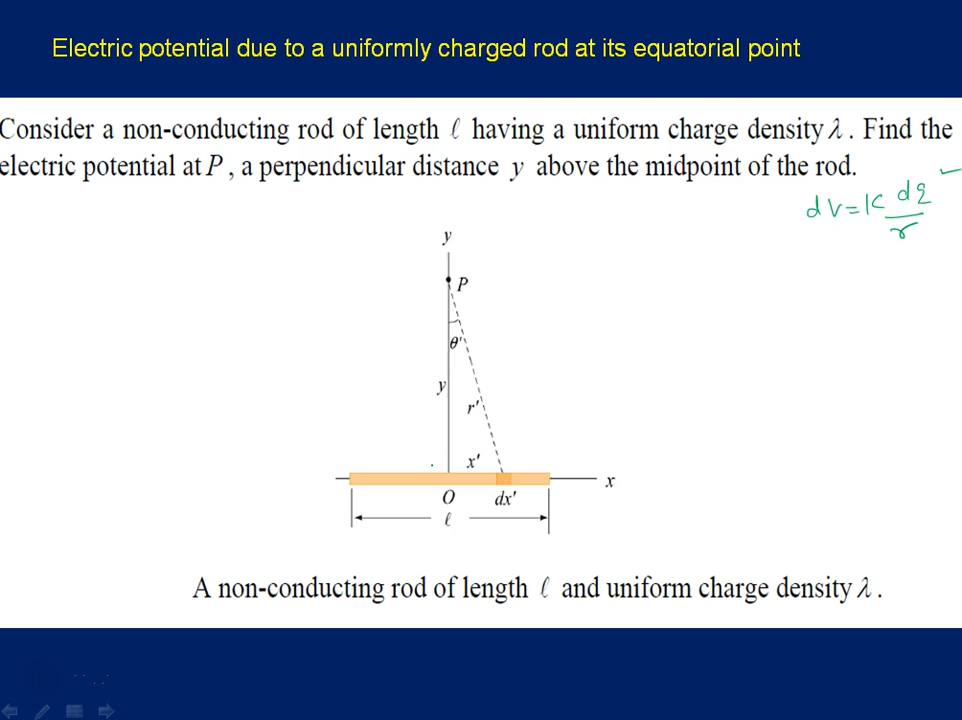 Electric potential due to a uniformly charged rod at its equatorial point
Consider a non-conducting rod of length ℓ having a uniform charge density λ . Find the
electric potential at P , a perpendicular distance y above the midpoint of the rod.
dV = K dq/r
y
P
θ'
y
r'
x'
x
O dx'
ℓ
A non-conducting rod of length ℓ and uniform charge density λ .